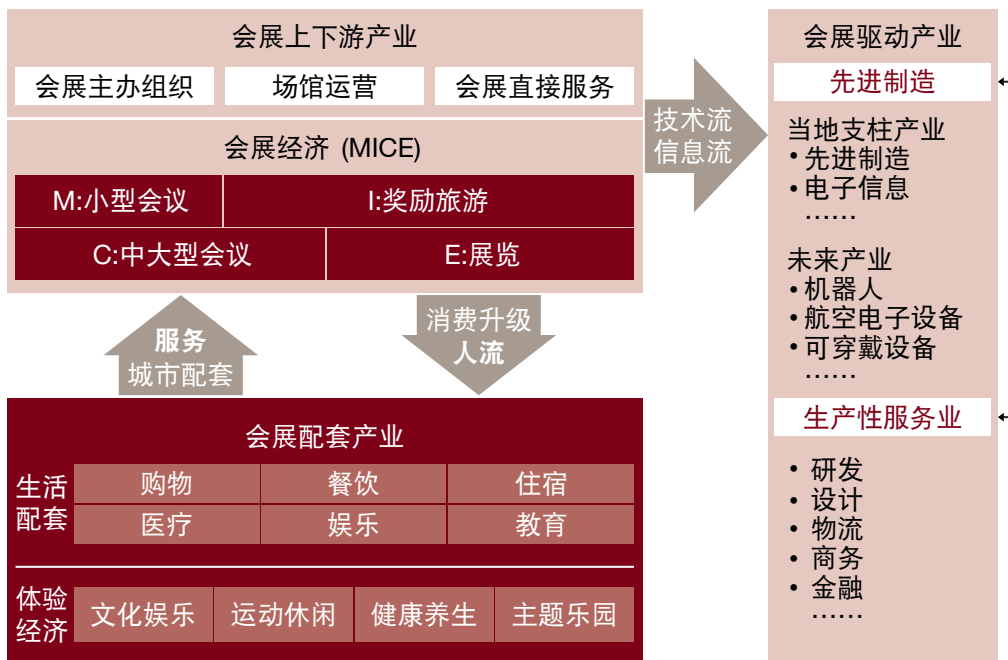 会展上下游产业
会展主办组织
场馆运营
会展直接服务
会展经济 (MICE)
M:小型会议
I:奖励旅游
C:中大型会议
E:展览
服务
城市配套
消费升级
人流
会展配套产业
生活
配套
购物
餐饮
住宿
医疗
娱乐
教育
体验
经济
文化娱乐
运动休闲
健康养生
主题乐园
技术流
信息流
会展驱动产业
先进制造
当地支柱产业
• 先进制造
• 电子信息
……
未来产业
• 机器人
• 航空电子设备
• 可穿戴设备
……
生产性服务业
• 研发
• 设计
• 物流
• 商务
• 金融
……